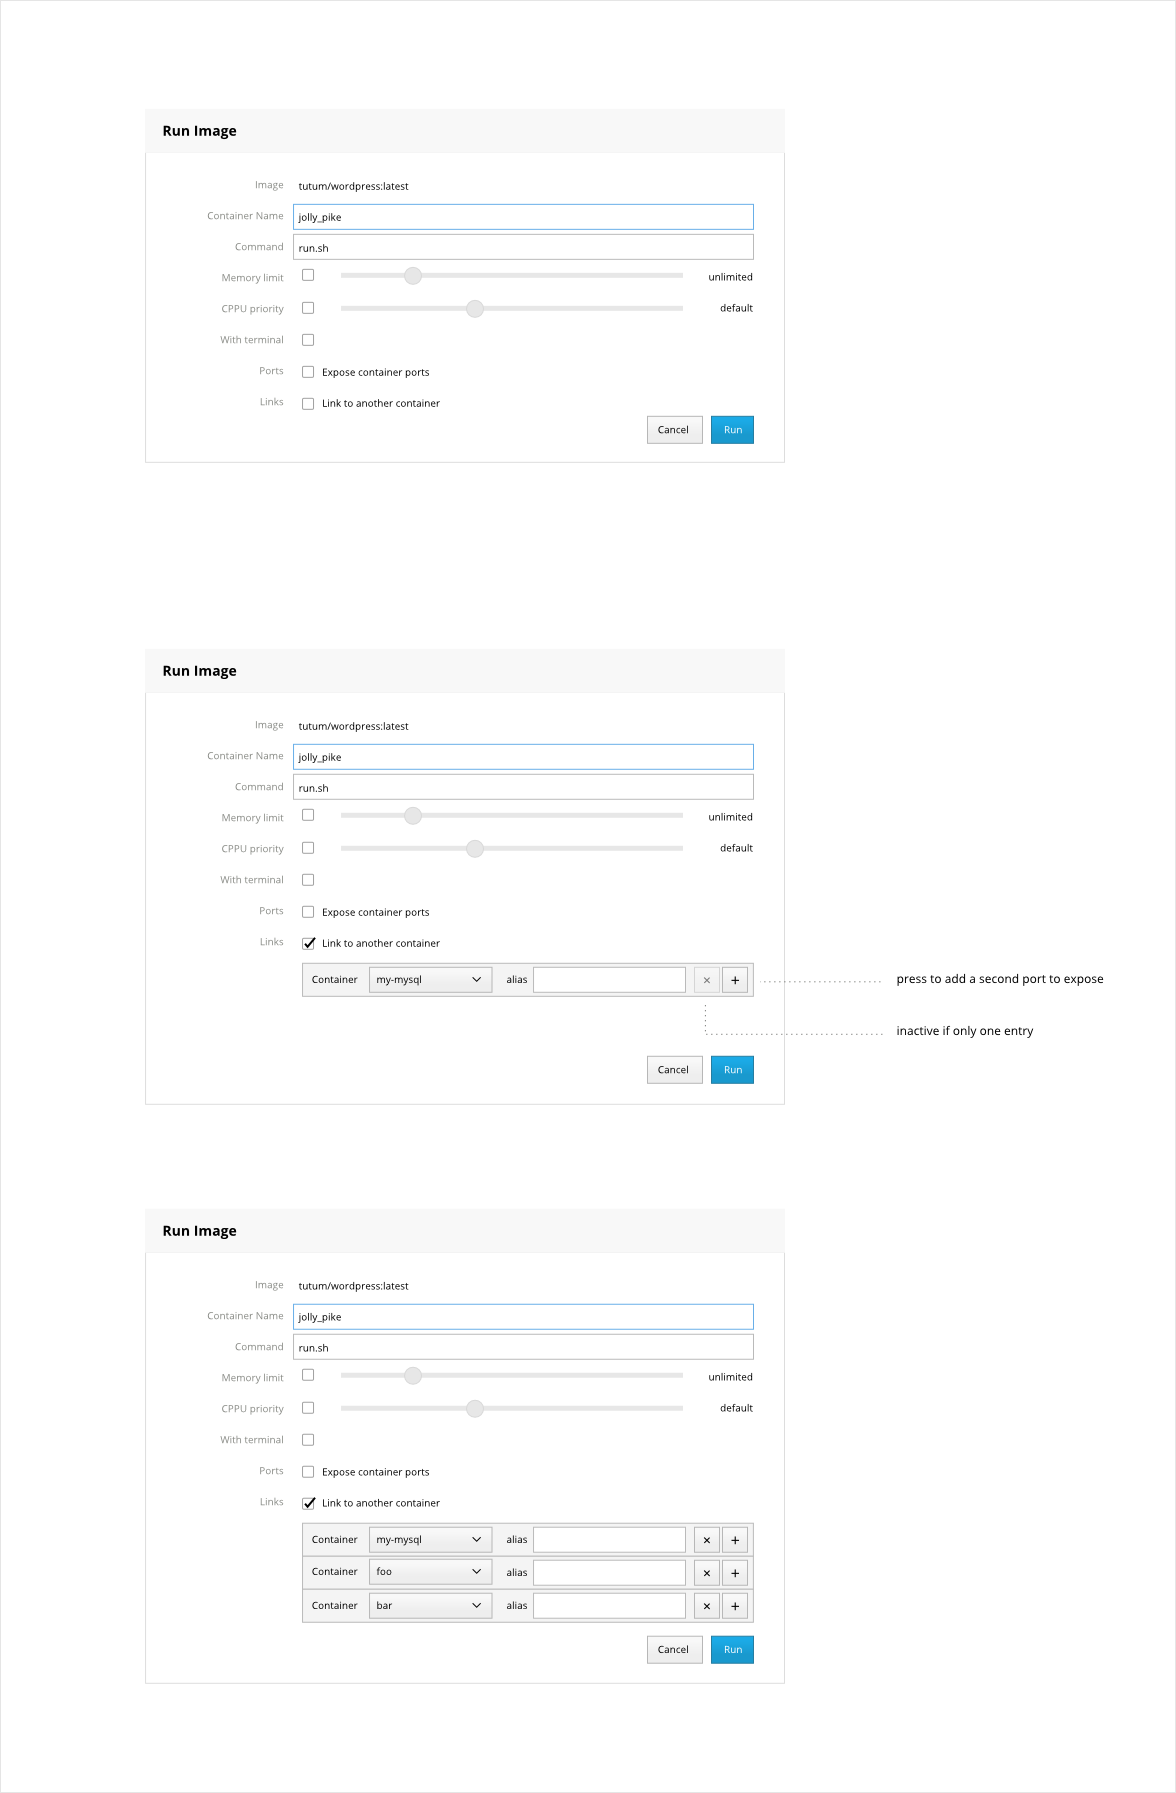 Run Image
Image tutum/wordpress:latest
Container Name jolly_pike
Command run.sh
Memory limit unlimited
CPPU priority default
With terminal
Ports Expose container ports
Links Link to another container
Cancel Run
Run Image
Image tutum/wordpress:latest
Container Name jolly_pike
Command run.sh
Memory limit unlimited
CPPU priority default
With terminal
Ports Expose container ports
Links Link to another container
Container my-mysql alias × + press to add a second port to expose
inactive if only one entry
Cancel Run
Run Image
Image tutum/wordpress:latest
Container Name jolly_pike
Command run.sh
Memory limit unlimited
CPPU priority default
With terminal
Ports Expose container ports
Links Link to another container
Container my-mysql alias × +
Container foo alias × +
Container bar alias × +
Cancel Run